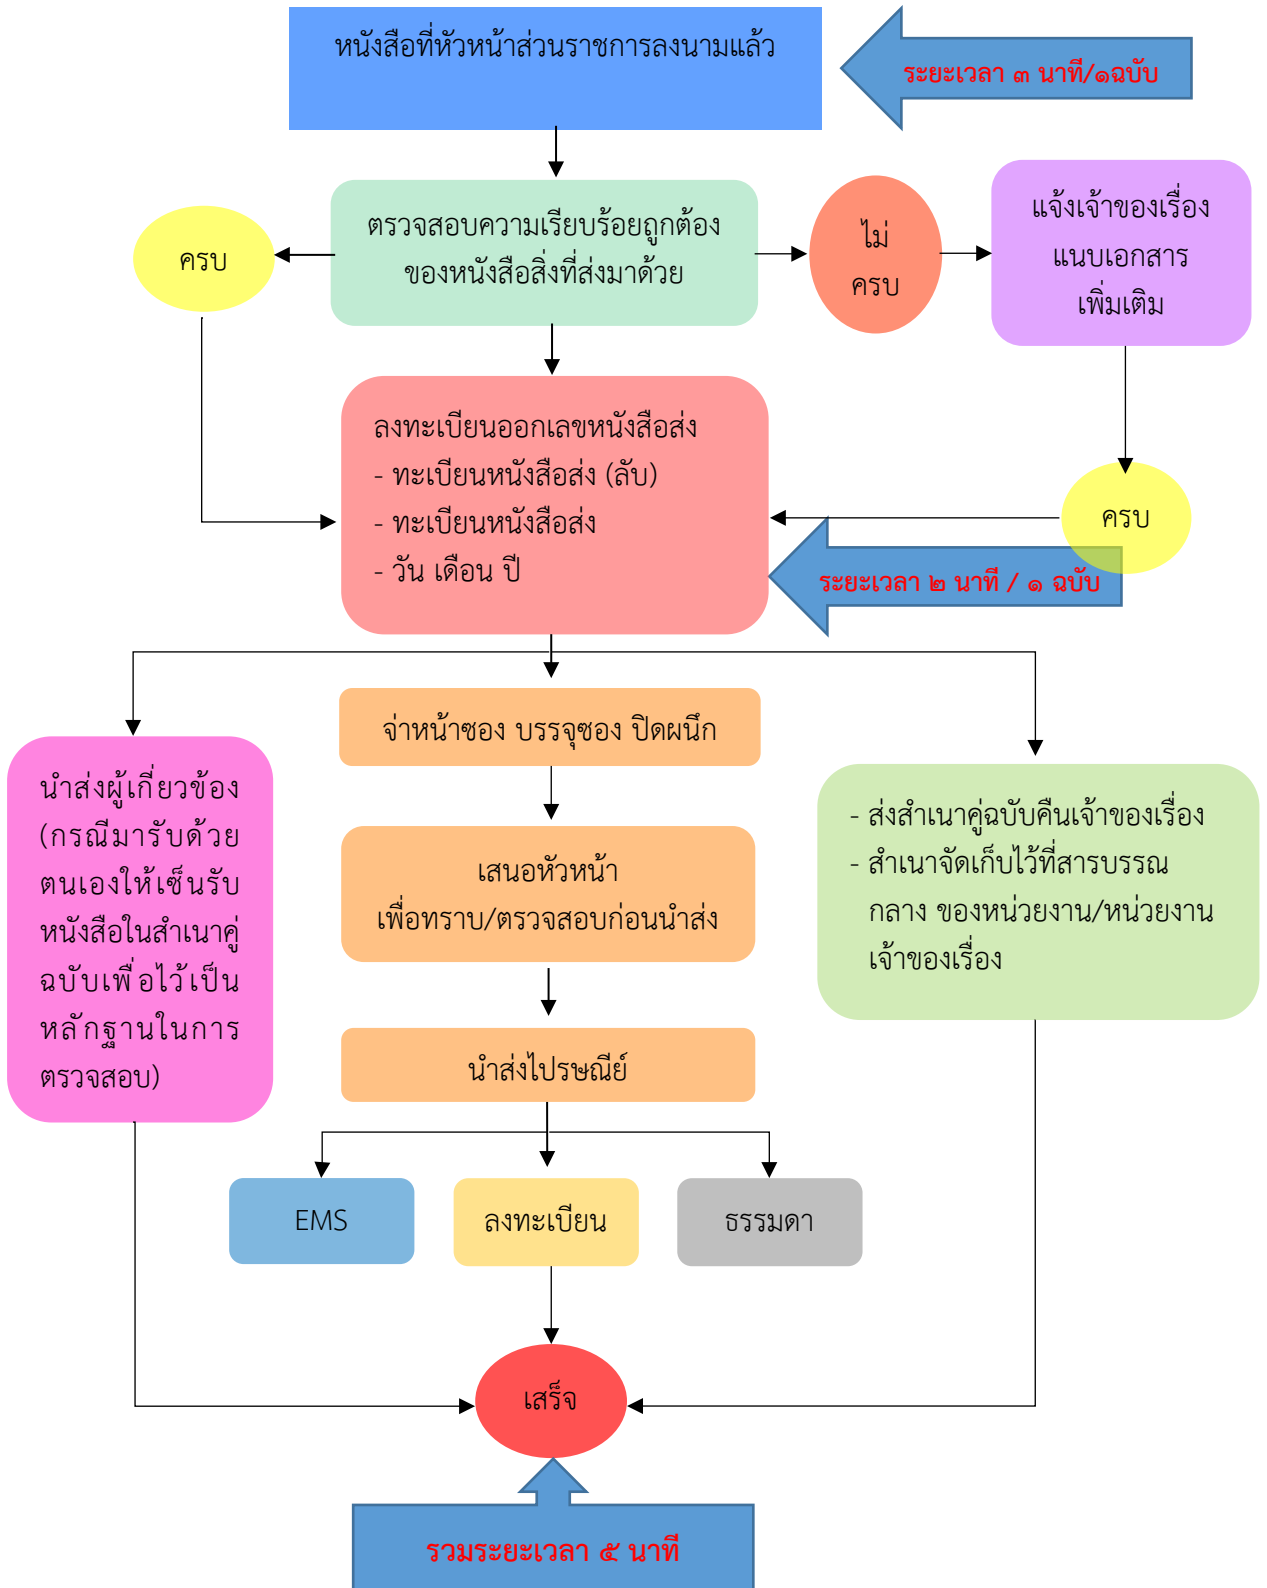 หนังสือที่หัวหน้าส่วนราชการลงนามแล้ว
ระยะเวลา ๓ นาที/๑ฉบับ
ครบ
ตรวจสอบความเรียบร้อยถูกต้อง
ของหนังสือสิ่งที่ส่งมาด้วย
ไม่
ครบ
แจ้งเจ้าของเรื่อง
แนบเอกสาร
เพิ่มเติม
ลงทะเบียนออกเลขหนังสือส่ง
- ทะเบียนหนังสือส่ง (ลับ)
- ทะเบียนหนังสือส่ง
- วัน เดือน ปี
ครบ
ระยะเวลา ๒ นาที / ๑ ฉบับ
นำส่งผู้เกี่ยวข้อง
(กรณีมารับด้วย
ตนเองให้เซ็นรับ
หนังสือในสำเนาคู่
ฉบับเพื่อไว้เป็น
หลักฐานในการ
ตรวจสอบ)
จ่าหน้าซอง บรรจุซอง ปิดผนึก
เสนอหัวหน้า
เพื่อทราบ/ตรวจสอบก่อนนำส่ง
นำส่งไปรษณีย์
- ส่งสำเนาคู่ฉบับคืนเจ้าของเรื่อง
- สำเนาจัดเก็บไว้ที่สารบรรณ
กลาง ของหน่วยงาน/หน่วยงาน
เจ้าของเรื่อง
EMS
ลงทะเบียน
ธรรมดา
เสร็จ
รวมระยะเวลา ๕ นาที